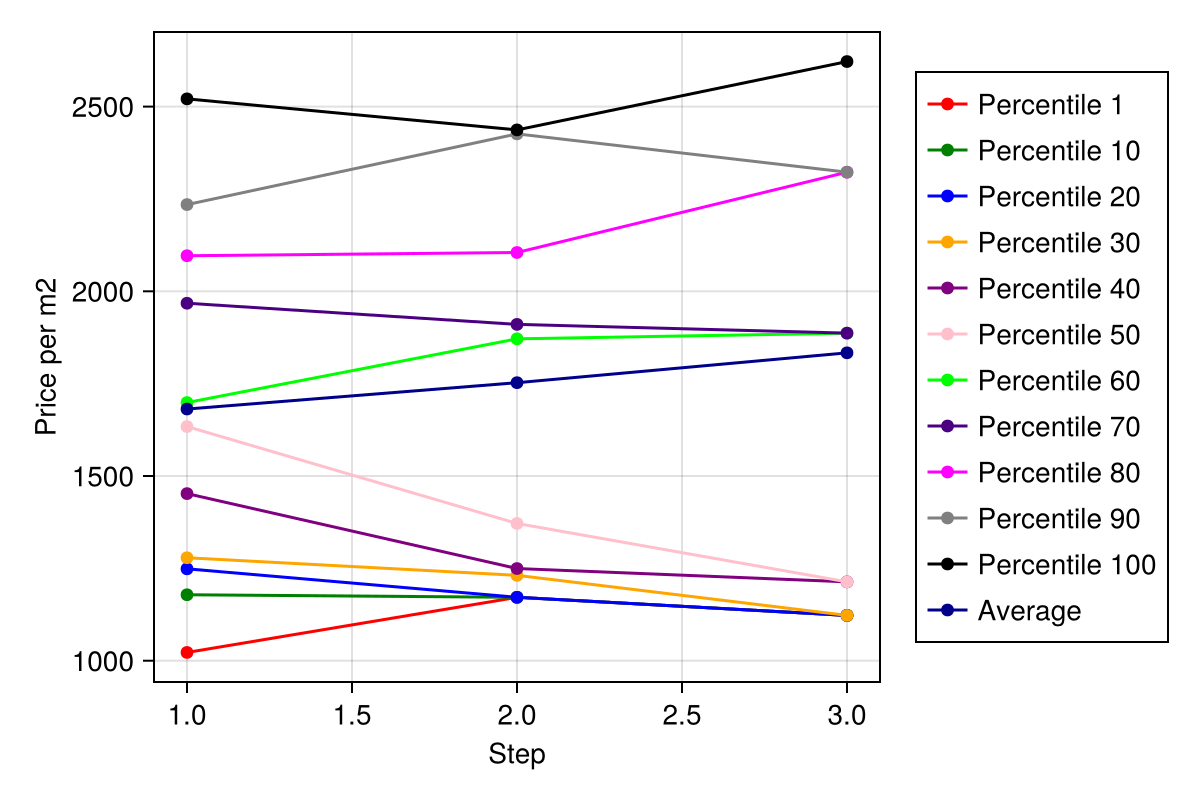 2500
2000
1500
1000
Price per m2
1.0
1.5
2.0
2.5
3.0
Step
Percentile 1
Percentile 10
Percentile 20
Percentile 30
Percentile 40
Percentile 50
Percentile 60
Percentile 70
Percentile 80
Percentile 90
Percentile 100
Average